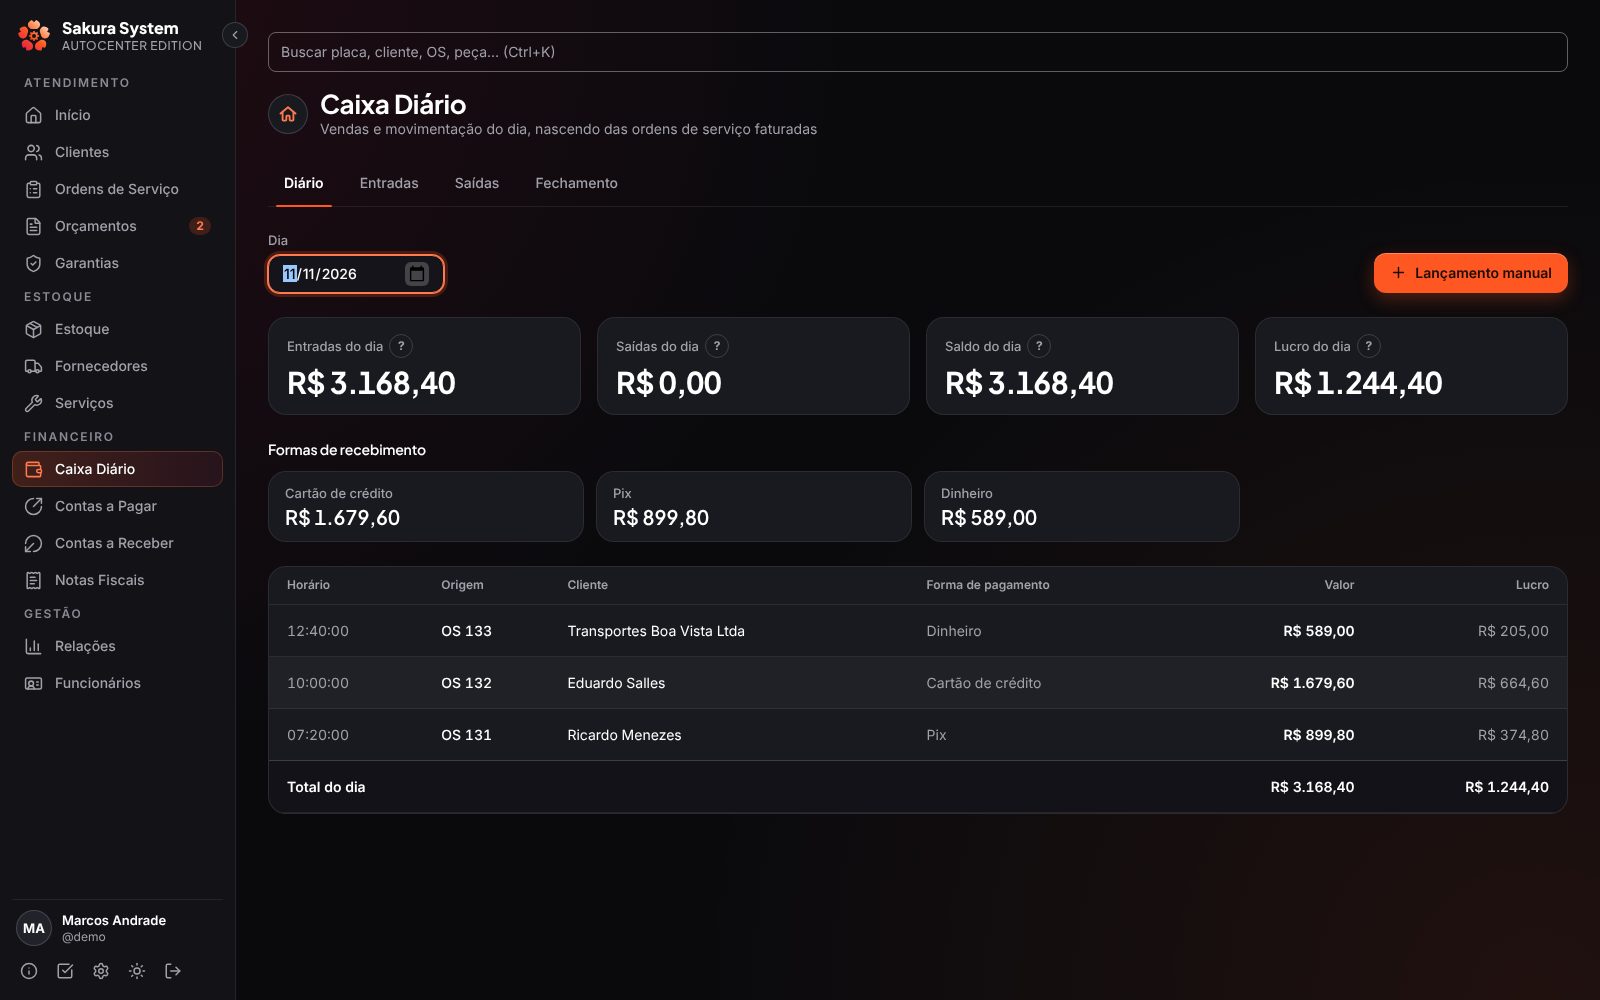 Sakura System
AUTOCENTER EDITION
ATENDIMENTO
Início
Clientes
Ordens de Serviço
Orçamentos 2
Garantias
ESTOQUE
Estoque
Fornecedores
Serviços
FINANCEIRO
Caixa Diário
Contas a Pagar
Contas a Receber
Notas Fiscais
GESTÃO
Relações
Funcionários
MA
Marcos Andrade
@demo
Buscar placa, cliente, OS, peça... (Ctrl+K)
Caixa Diário
Vendas e movimentação do dia, nascendo das ordens de serviço faturadas
Diário Entradas Saídas Fechamento
Dia
11/11/2026
+ Lançamento manual
Entradas do dia ?
R$ 3.168,40
Saídas do dia ?
R$ 0,00
Saldo do dia ?
R$ 3.168,40
Lucro do dia ?
R$ 1.244,40
Formas de recebimento
Cartão de crédito
R$ 1.679,60
Pix
R$ 899,80
Dinheiro
R$ 589,00
Horário Origem Cliente Forma de pagamento Valor Lucro
12:40:00 OS 133 Transportes Boa Vista Ltda Dinheiro R$ 589,00 R$ 205,00
10:00:00 OS 132 Eduardo Salles Cartão de crédito R$ 1.679,60 R$ 664,60
07:20:00 OS 131 Ricardo Menezes Pix R$ 899,80 R$ 374,80
Total do dia R$ 3.168,40 R$ 1.244,40